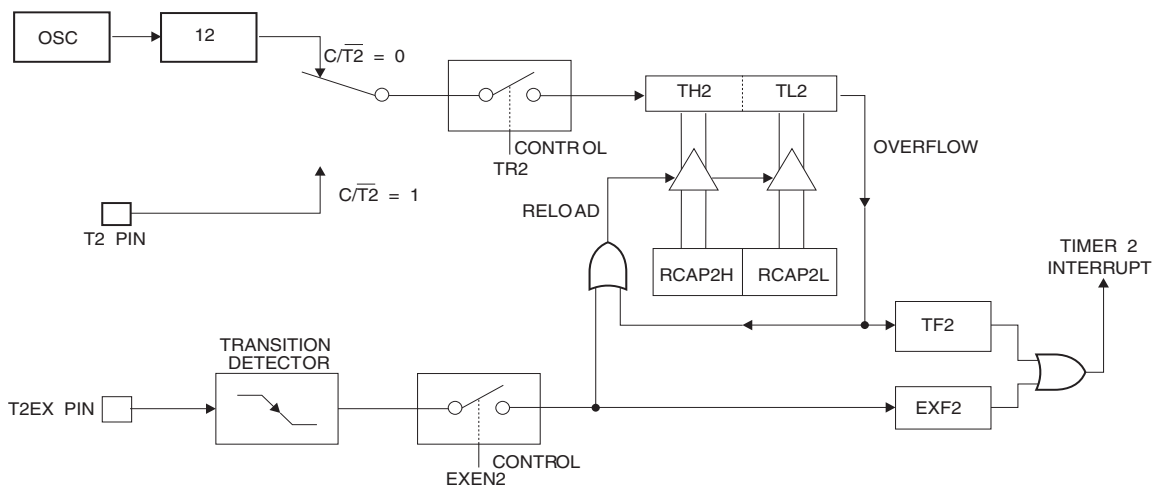 OSC
12
C/T2 = 0
TH2
TL2
OVERFLOW
CONTROL
TR2
C/T2 = 1
RELOAD
T2 PIN
RCAP2H
RCAP2L
TIMER 2
INTERRUPT
TF2
TRANSITION
DETECTOR
T2EX PIN
EXF2
CONTROL
EXEN2